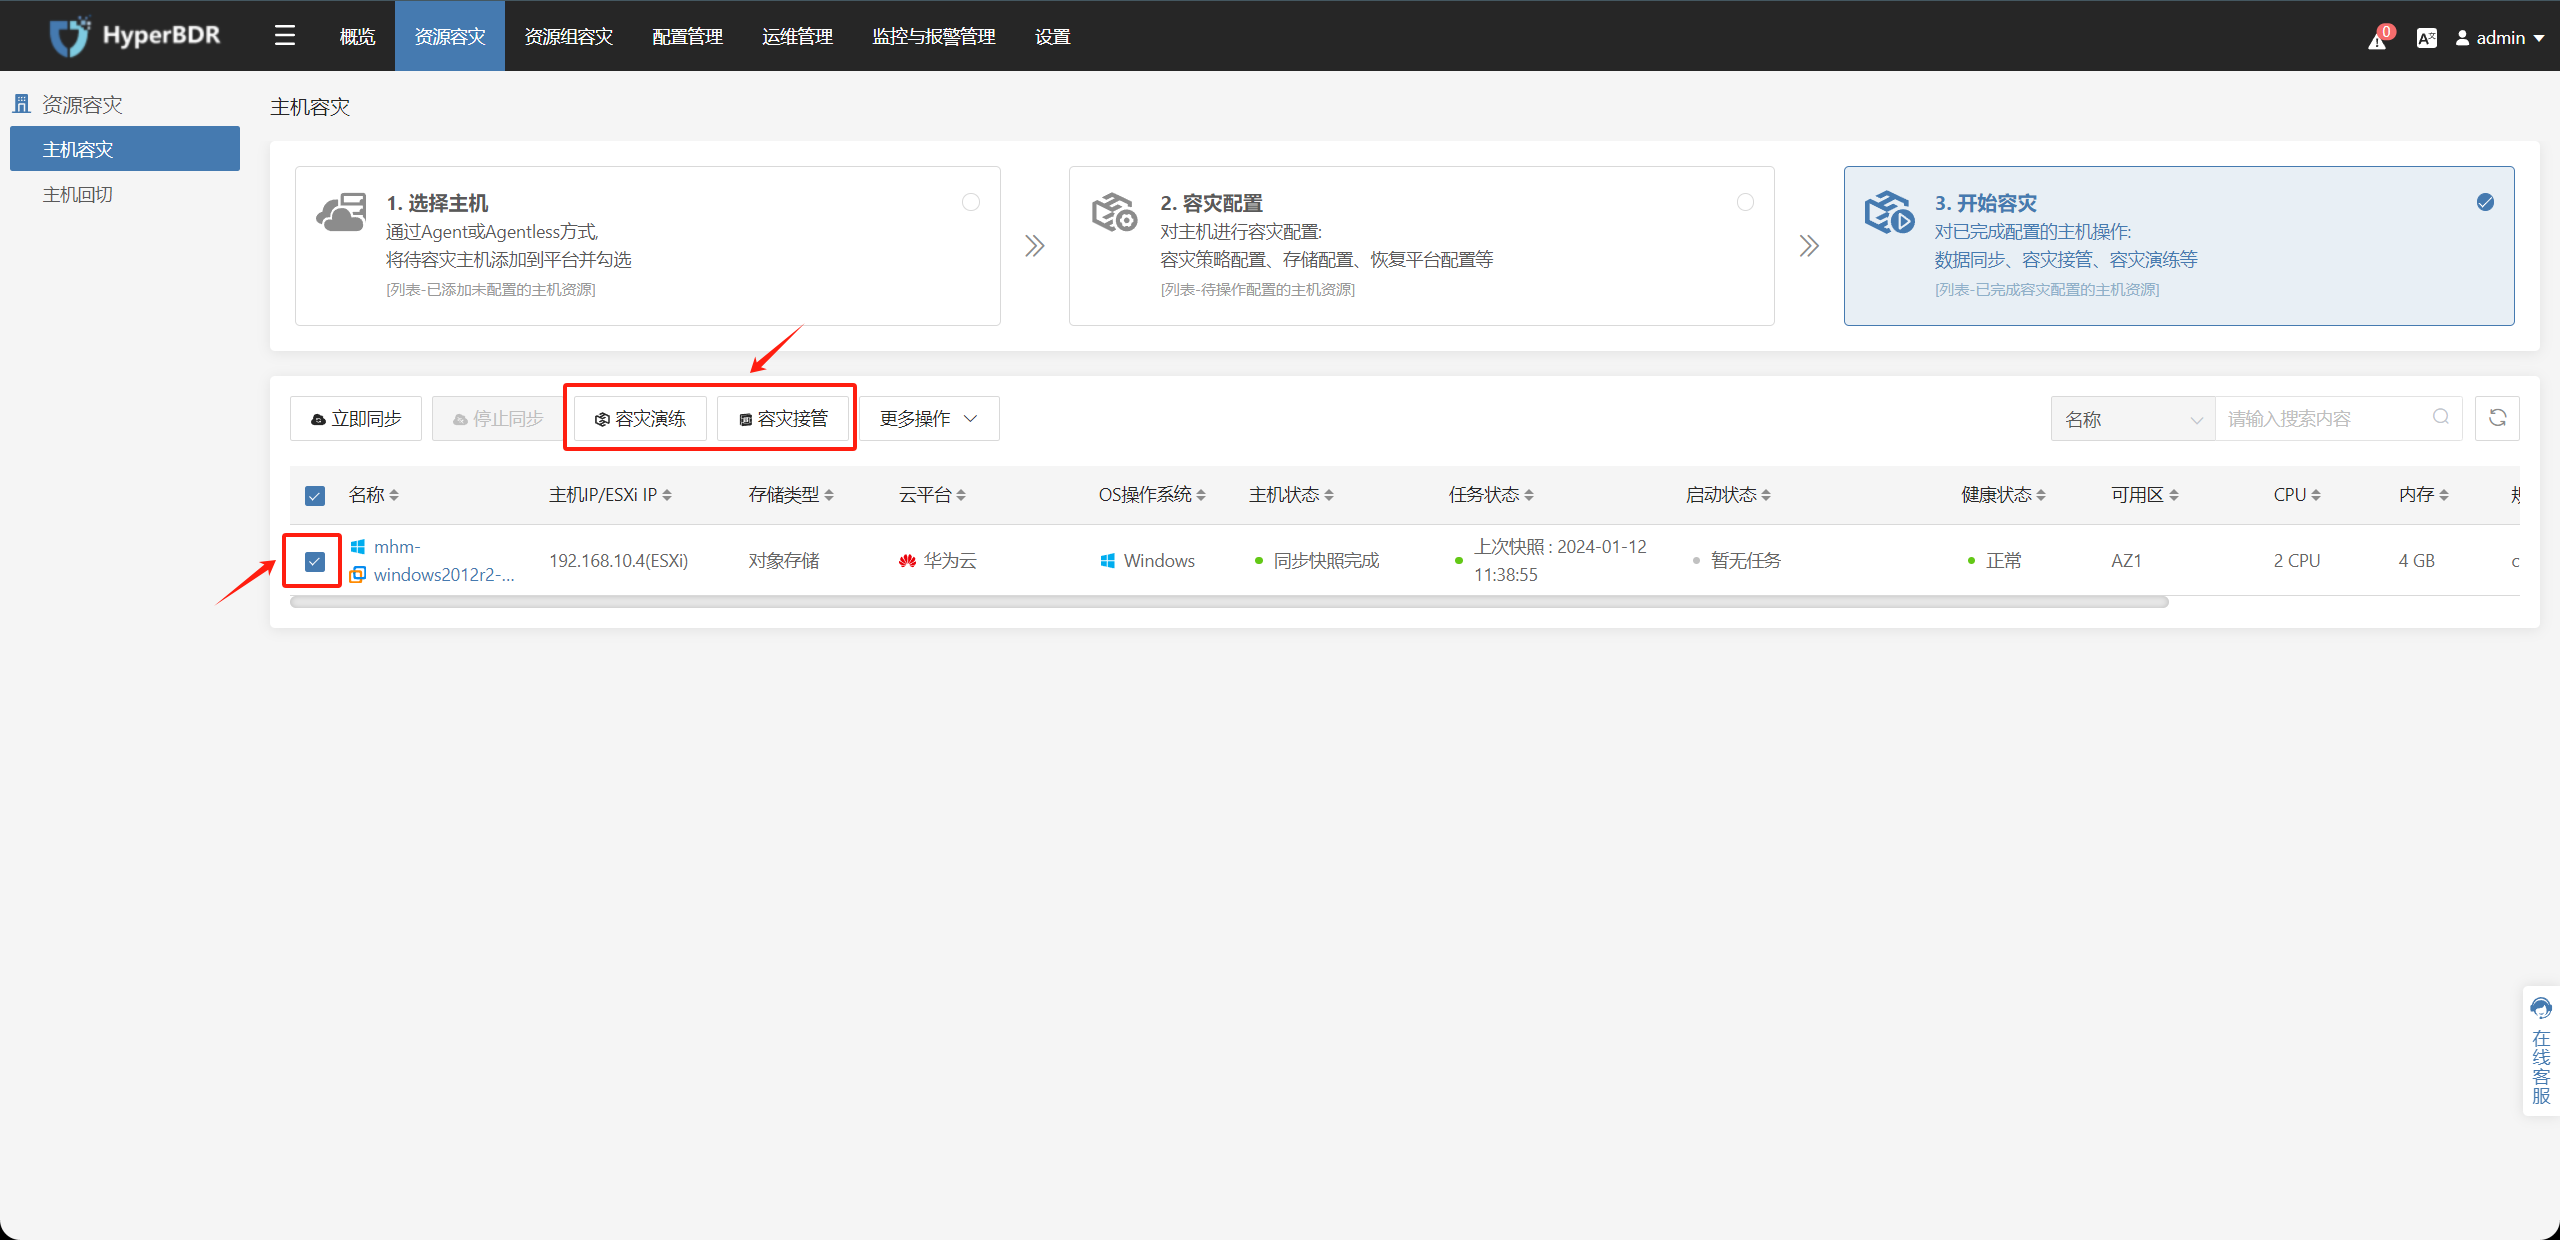 HyperBDR
概览
资源容灾
资源组容灾
配置管理
运维管理
监控与报警管理
设置
0
admin
资源容灾
主机容灾
主机回切
主机容灾
1. 选择主机
通过Agent或Agentless方式,
将待容灾主机添加到平台并勾选
[列表-已添加未配置的主机资源]
2. 容灾配置
对主机进行容灾配置:
容灾策略配置、存储配置、恢复平台配置等
[列表-待操作配置的主机资源]
3. 开始容灾
对已完成配置的主机操作:
数据同步、容灾接管、容灾演练等
[列表-已完成容灾配置的主机资源]
立即同步
停止同步
容灾演练
容灾接管
更多操作
名称
请输入搜索内容
名称 主机IP/ESXi IP 存储类型 云平台 OS操作系统 主机状态 任务状态 启动状态 健康状态 可用区 CPU 内存
mhm-
windows2012r2-...
192.168.10.4(ESXi)
对象存储
华为云
Windows
同步快照完成
上次快照 : 2024-01-12
11:38:55
暂无任务
正常
AZ1
2 CPU
4 GB
在线客服